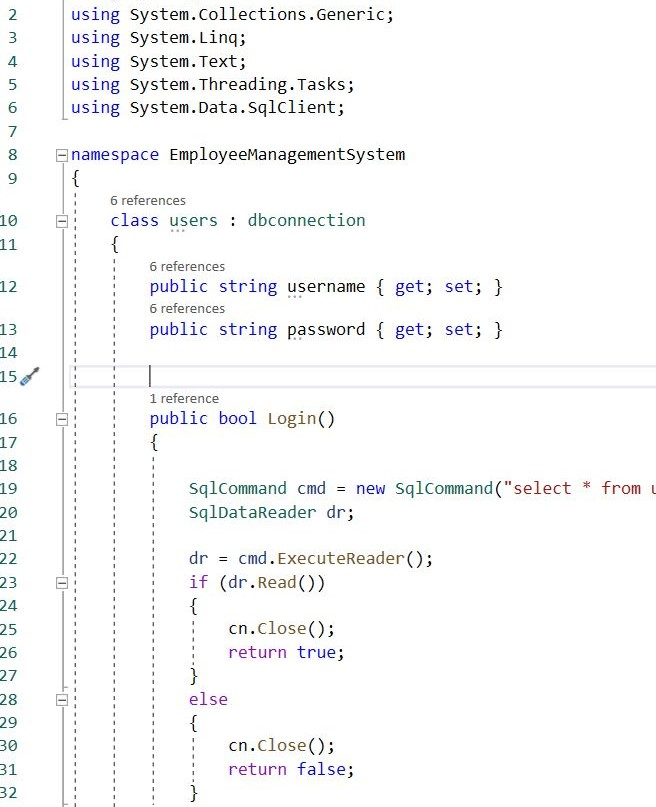 2 using System.Collections.Generic;
3 using System.Linq;
4 using System.Text;
5 using System.Threading.Tasks;
6 using System.Data.SqlClient;
7
8 namespace EmployeeManagementSystem
9 {
6 references
10 class users : dbconnection
11 {
6 references
12 public string username { get; set; }
6 references
13 public string password { get; set; }
14
15
1 reference
16 public bool Login()
17 {
18
19 SqlCommand cmd = new SqlCommand("select * from
20 SqlDataReader dr;
21
22 dr = cmd.ExecuteReader();
23 if (dr.Read())
24 {
25 cn.Close();
26 return true;
27 }
28 else
29 {
30 cn.Close();
31 return false;
32 }